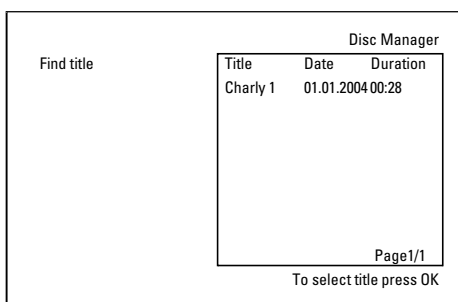 Disc Manager
Find title
Title Date Duration
Charly 1 01.01.2004 00:28
Page1/1
To select title press OK